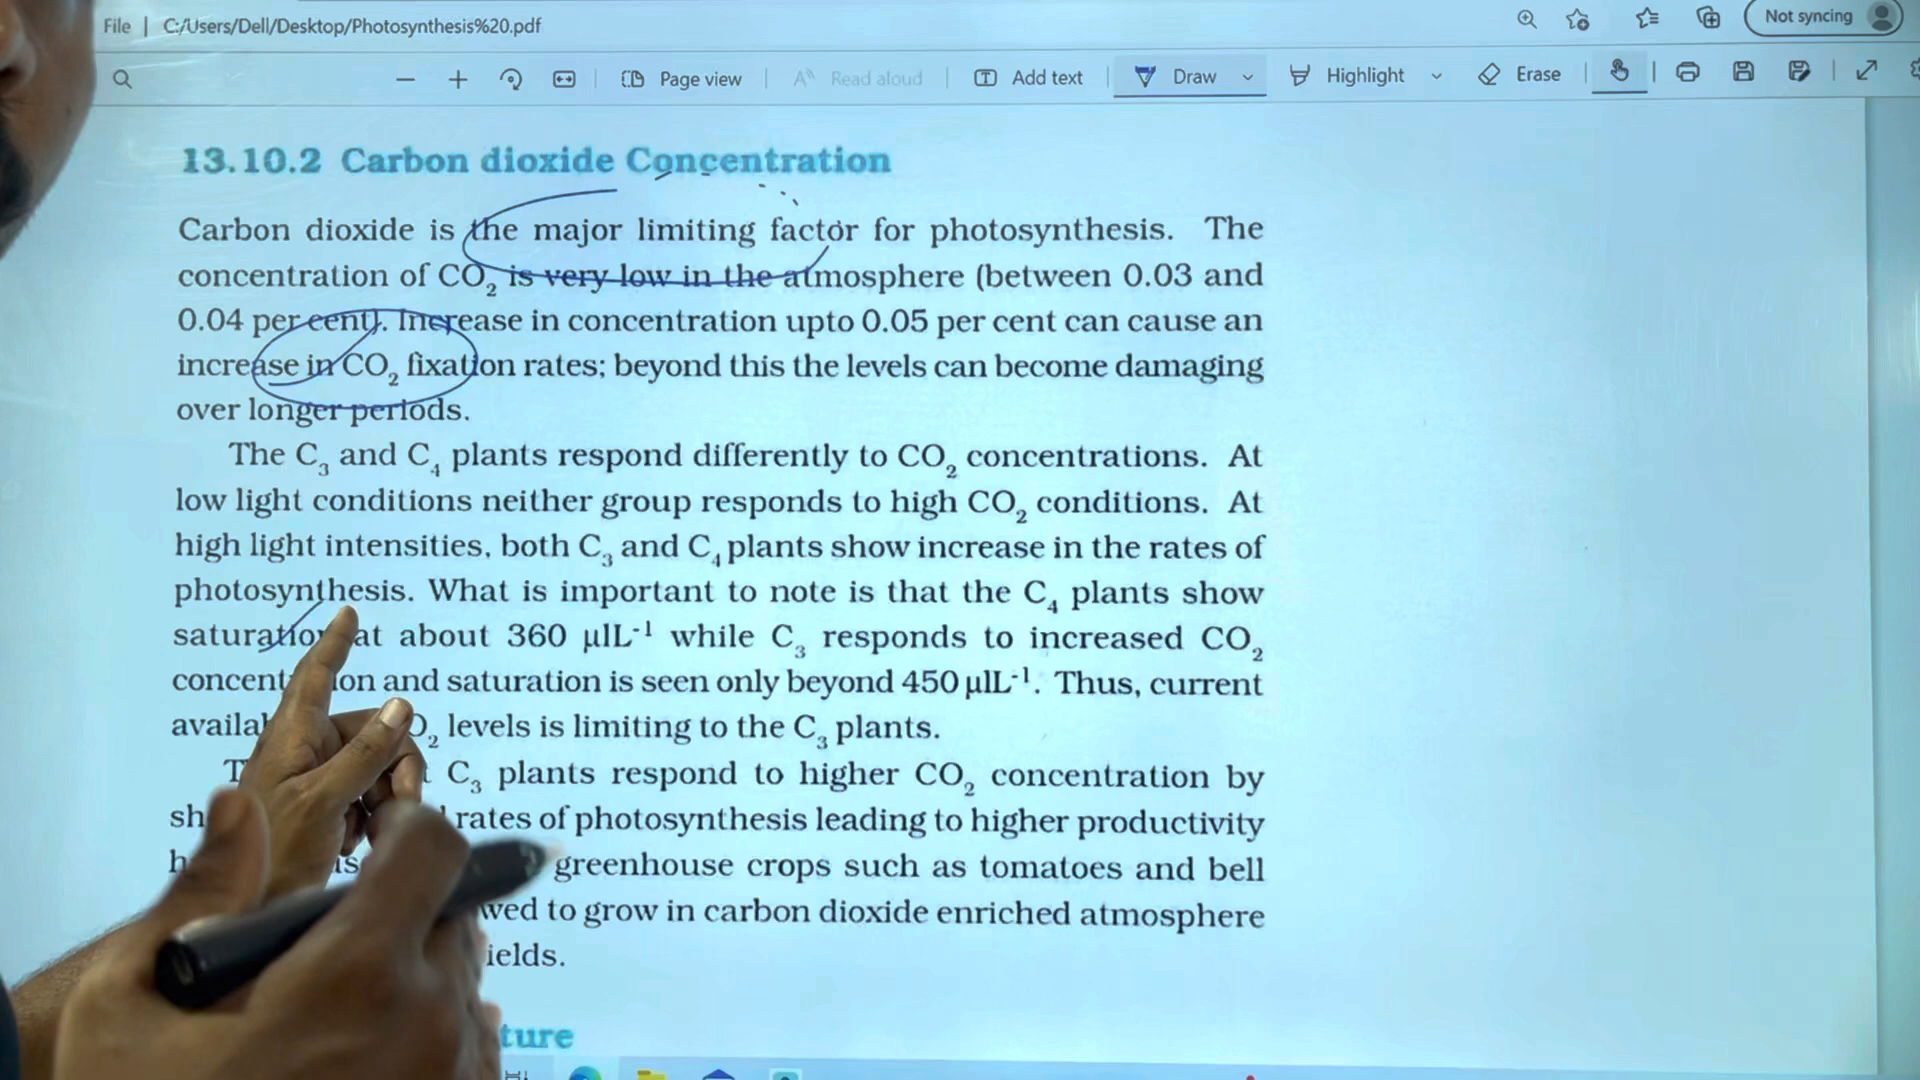 File | C:/Users/Dell/Desktop/Photosynthesis%20.pdf
Not syncing
Page view
Read aloud
Add text
Draw
Highlight
Erase
13.10.2 Carbon dioxide Concentration
Carbon dioxide is the major limiting factor for photosynthesis. The
concentration of CO₂ is very low in the atmosphere (between 0.03 and
0.04 per cent). Increase in concentration upto 0.05 per cent can cause an
increase in CO₂ fixation rates; beyond this the levels can become damaging
over longer periods.
The C₃ and C₄ plants respond differently to CO₂ concentrations. At
low light conditions neither group responds to high CO₂ conditions. At
high light intensities, both C₃ and C₄ plants show increase in the rates of
photosynthesis. What is important to note is that the C₄ plants show
saturation at about 360 µlL⁻¹ while C₃ responds to increased CO₂
and saturation is seen only beyond 450 µlL⁻¹. Thus, current
levels is limiting to the C₃ plants.
C₃ plants respond to higher CO₂ concentration by
rates of photosynthesis leading to higher productivity
greenhouse crops such as tomatoes and bell
to grow in carbon dioxide enriched atmosphere